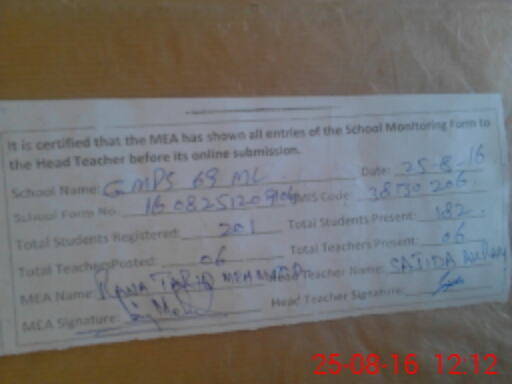 It is certified that the MEA has shown all entries of the School Monitoring Form to
the Head Teacher before its online submission.
School Name: GMPS 69 ML Date: 25-8-16
School Form No. EMIS Code: 38130206
Total Students Registered: 201 Total Students Present: 182
Total Teachers Posted: 06 Total Teachers Present: 06
MEA Name: RANA TARIQ Head Teacher Name: SAJIDA
MEA Signature: Head Teacher Signature:
25-08-16 12:12